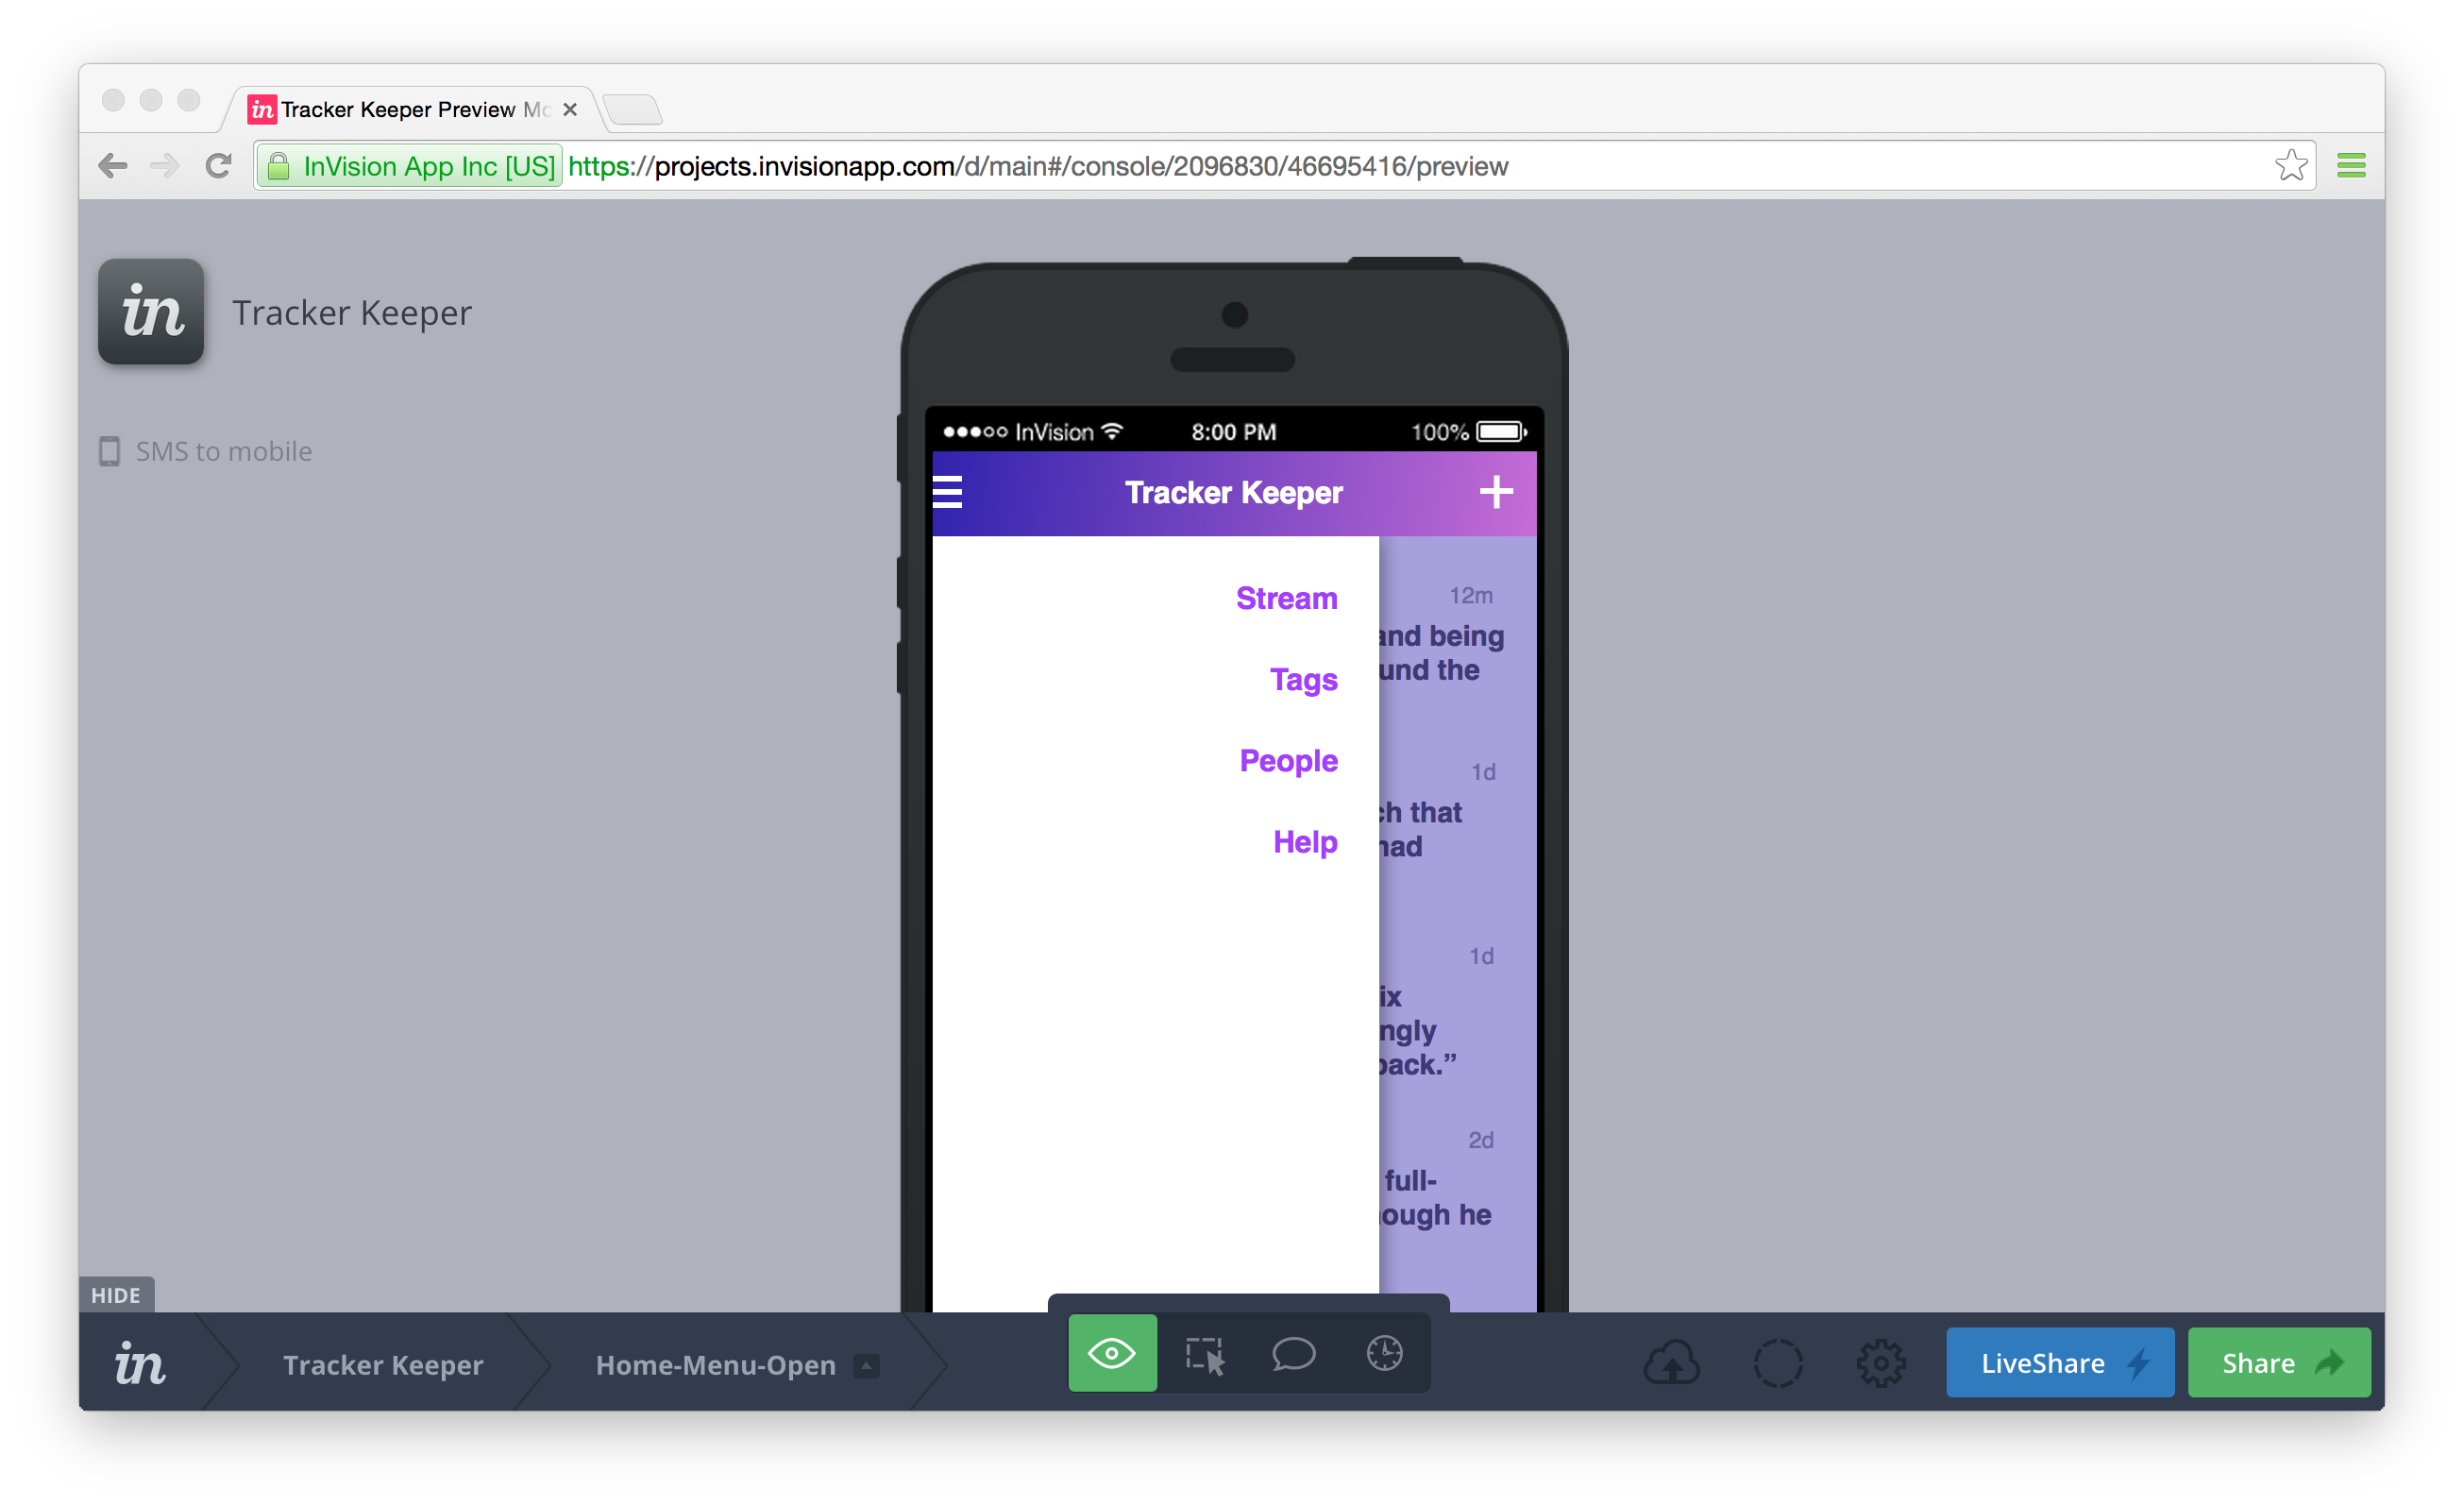 in Tracker Keeper Preview Mo
InVision App Inc [US] https://projects.invisionapp.com/d/main#/console/2096830/46695416/preview
in Tracker Keeper
SMS to mobile
InVision 8:00 PM 100%
Tracker Keeper
Stream
Tags
People
Help
12m
and being
und the
1d
ch that
had
1d
ix
ngly
back.”
2d
full-
nough he
HIDE
in Tracker Keeper Home-Menu-Open LiveShare Share